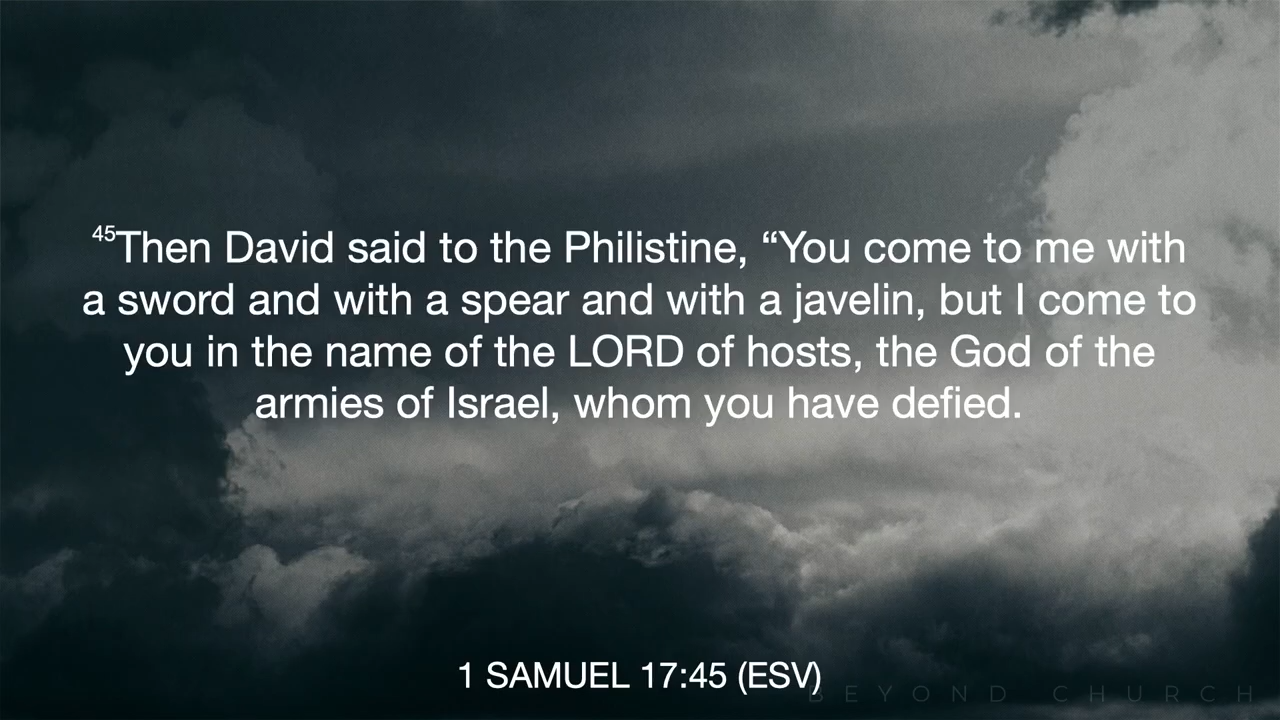 45Then David said to the Philistine, “You come to me with
a sword and with a spear and with a javelin, but I come to
you in the name of the LORD of hosts, the God of the
armies of Israel, whom you have defied.
1 SAMUEL 17:45 (ESV)
BEYOND CHURCH